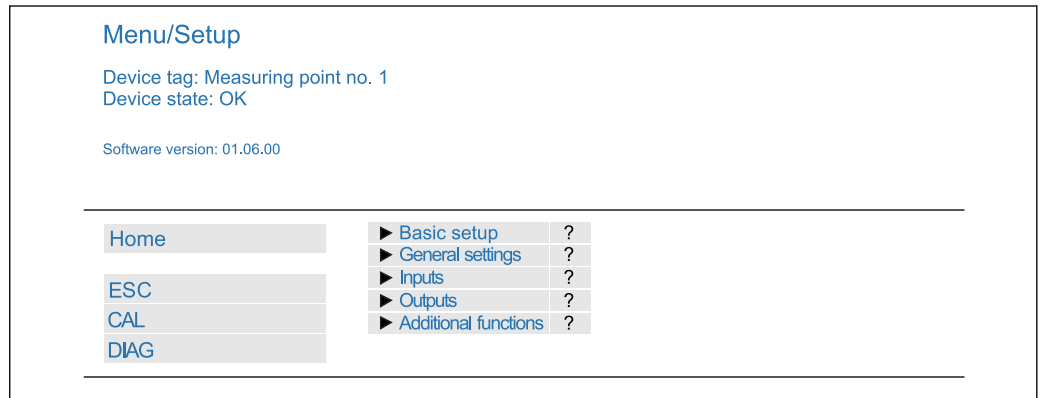 Menu/Setup
Device tag: Measuring point no. 1
Device state: OK
Software version: 01.06.00
Home
ESC
CAL
DIAG
► Basic setup ?
► General settings ?
► Inputs ?
► Outputs ?
► Additional functions ?